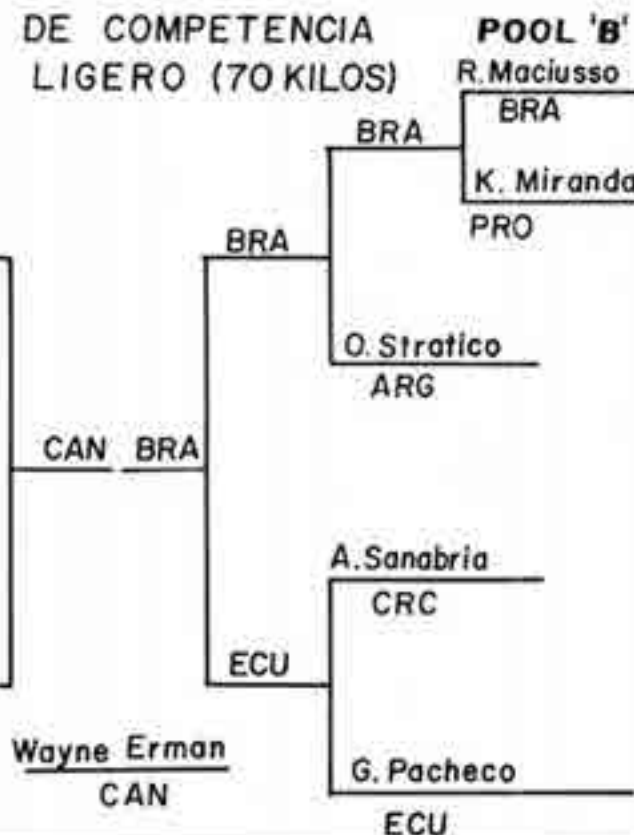 DE COMPETENCIA
LIGERO (70 KILOS)
POOL 'B'
R. Maciusso
BRA
BRA
K. Miranda
PRO
BRA
O. Stratico
ARG
CAN BRA
A. Sanabria
CRC
ECU
Wayne Erman
CAN
G. Pacheco
ECU